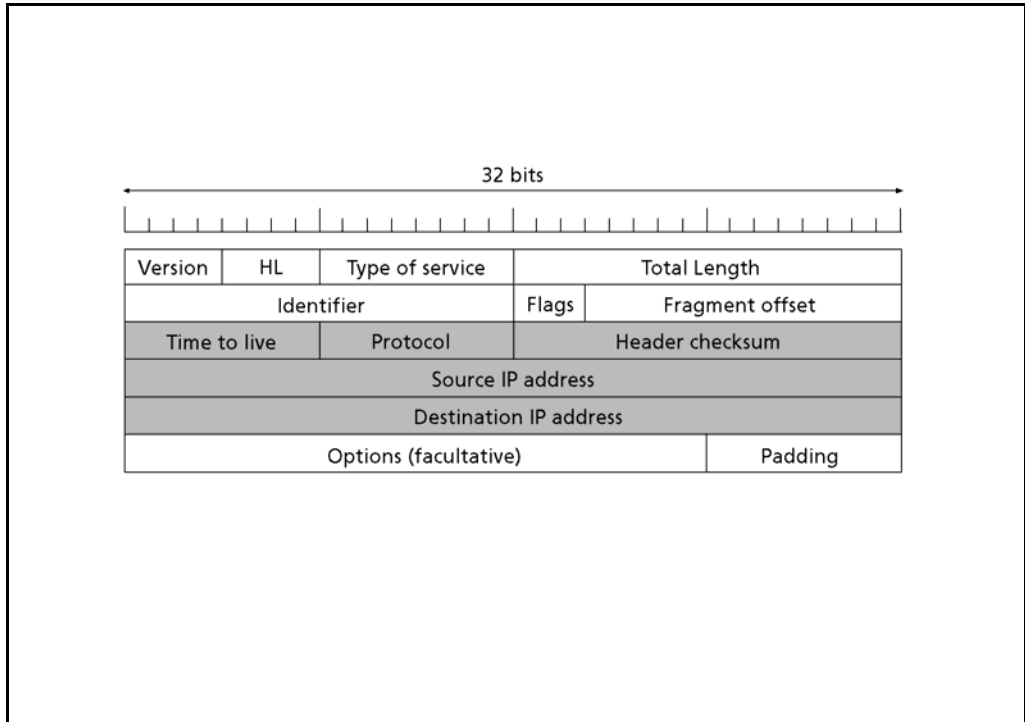 32 bits
Version HL Type of service Total Length
Identifier Flags Fragment offset
Time to live Protocol Header checksum
Source IP address
Destination IP address
Options (facultative) Padding